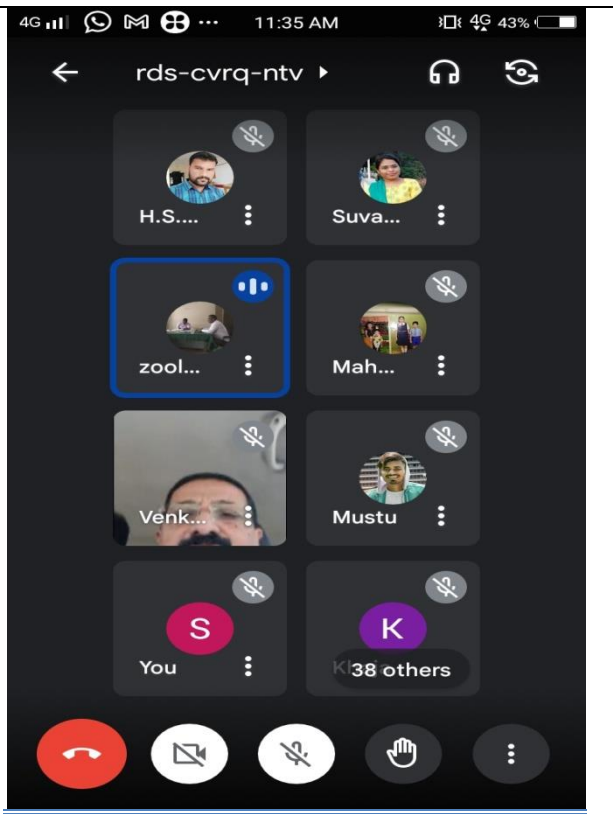 4G 11:35 AM 4G 43%
rds-cvrq-ntv
H.S.... Suva...
zool... Mah...
Venk... Mustu
S K
You
38 others